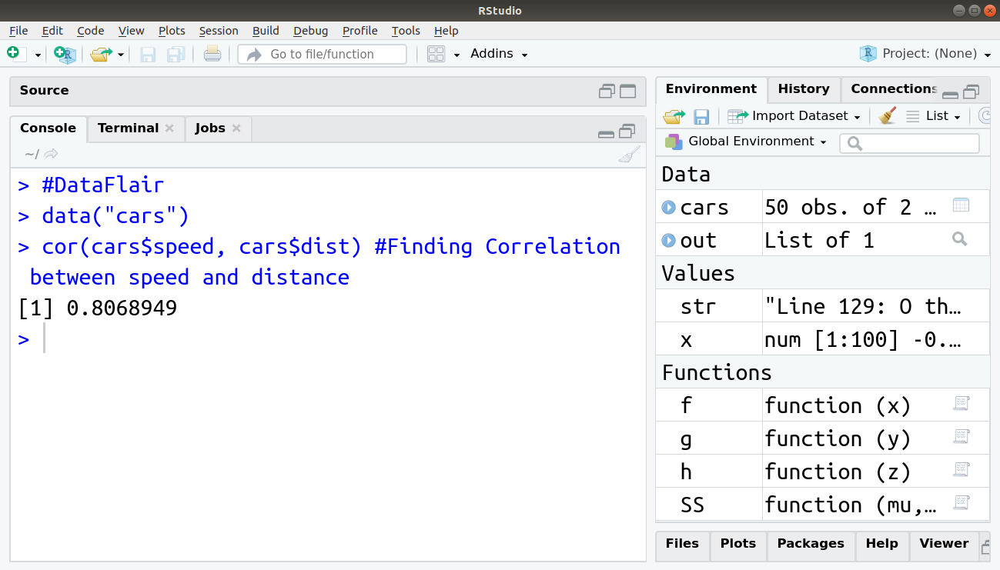 RStudio
File Edit Code View Plots Session Build Debug Profile Tools Help
Go to file/function Addins Project: (None)
Source
Console Terminal Jobs
~/
> #DataFlair
> data("cars")
> cor(cars$speed, cars$dist) #Finding Correlation
between speed and distance
[1] 0.8068949
>
Environment History Connections
Import Dataset List
Global Environment
Data
cars 50 obs. of 2 …
out List of 1
Values
str "Line 129: O th…
x num [1:100] -0.…
Functions
f function (x)
g function (y)
h function (z)
SS function (mu,…
Files Plots Packages Help Viewer